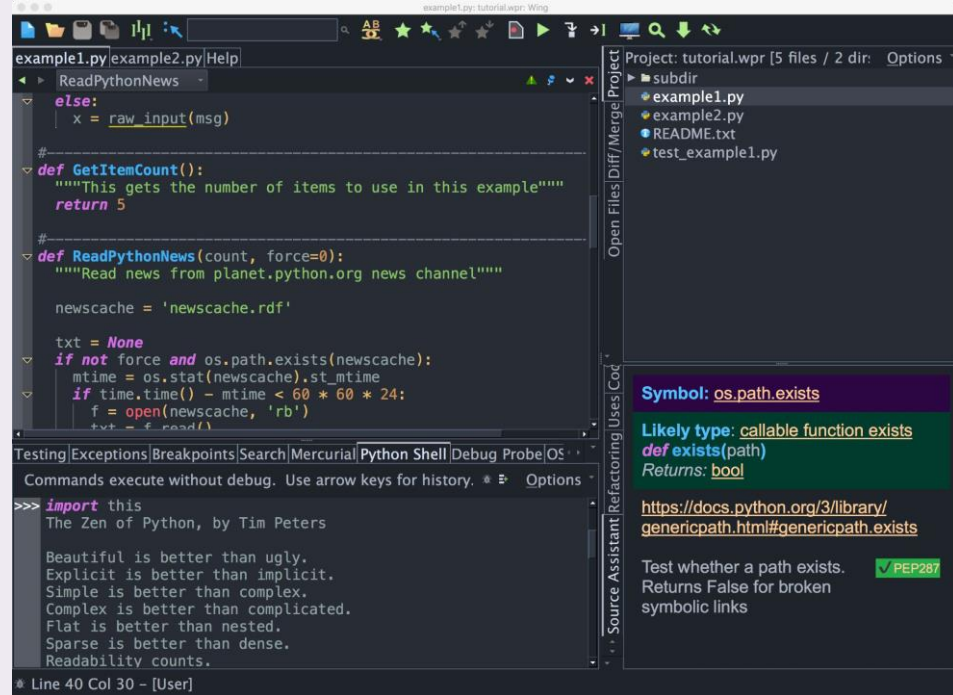 example1.py: tutorial.wpr: Wing
example1.py example2.py Help
ReadPythonNews
else:
x = raw_input(msg)
#
def GetItemCount():
"""This gets the number of items to use in this example"""
return 5
#
def ReadPythonNews(count, force=0):
"""Read news from planet.python.org news channel"""
newscache = 'newscache.rdf'
txt = None
if not force and os.path.exists(newscache):
mtime = os.stat(newscache).st_mtime
if time.time() - mtime < 60 * 60 * 24:
f = open(newscache, 'rb')
txt = f.read()
Testing Exceptions Breakpoints Search Mercurial Python Shell Debug Probe OS
Commands execute without debug. Use arrow keys for history. Options
>>> import this
The Zen of Python, by Tim Peters
Beautiful is better than ugly.
Explicit is better than implicit.
Simple is better than complex.
Complex is better than complicated.
Flat is better than nested.
Sparse is better than dense.
Readability counts.
Line 40 Col 30 – [User]
Project
Diff/Merge
Open Files
Project: tutorial.wpr [5 files / 2 dir: Options
subdir
example1.py
example2.py
README.txt
test_example1.py
Uses
Refactoring
Source Assistant
Symbol: os.path.exists
Likely type: callable function exists
def exists(path)
Returns: bool
https://docs.python.org/3/library/
genericpath.html#genericpath.exists
Test whether a path exists. ✓PEP287
Returns False for broken
symbolic links